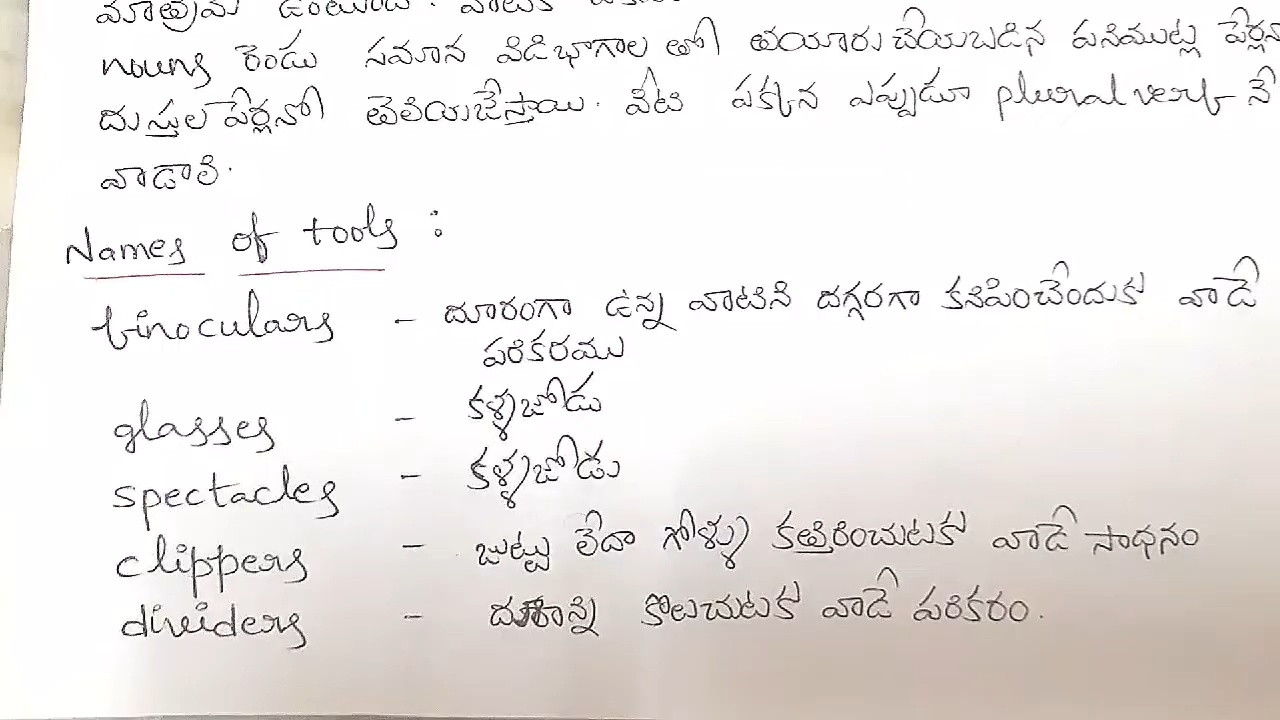 మాత్రమే ఉంటుంది. వాటికి
nouns రెండు సమాన విడిభాగాల తో తయారు చేయబడిన పనిముట్ల పేర్లనో
దుస్తుల పేర్లనో తెలియజేస్తాయి. వీటి పక్కన ఎప్పుడూ plural verb నే
వాడాలి.
Names of tools :
binoculars - దూరంగా ఉన్న వాటిని దగ్గరగా కనిపించేందుకు వాడే
పరికరము
glasses - కళ్ళజోడు
spectacles - కళ్ళజోడు
clippers - జుట్టు లేదా గోళ్ళు కత్తిరించుటకు వాడే సాధనం
dividers - దూరాన్ని కొలుచుటకు వాడే పరికరం.